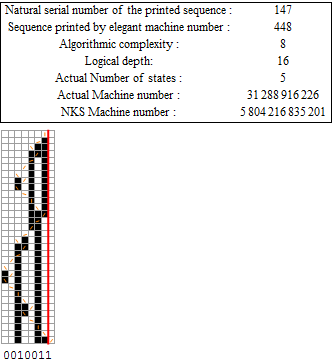 Natural serial number of the printed sequence : 147
Sequence printed by elegant machine number : 448
Algorithmic complexity : 8
Logical depth: 16
Actual Number of states : 5
Actual Machine number : 31 288 916 226
NKS Machine number : 5 804 216 835 201
0010011